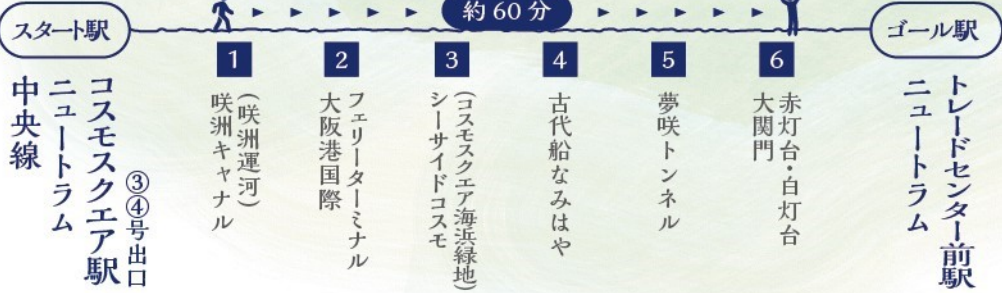 スタート駅
約60分
ゴール駅
中央線
ニュートラム
コスモスクエア駅
③④号出口
1
咲洲キャナル
(咲洲運河)
2
大阪港国際
フェリーターミナル
3
シーサイドコスモ
(コスモスクエア海浜緑地)
4
古代船なみはや
5
夢咲トンネル
6
大関門
赤灯台・白灯台
ニュートラム
トレードセンター前駅